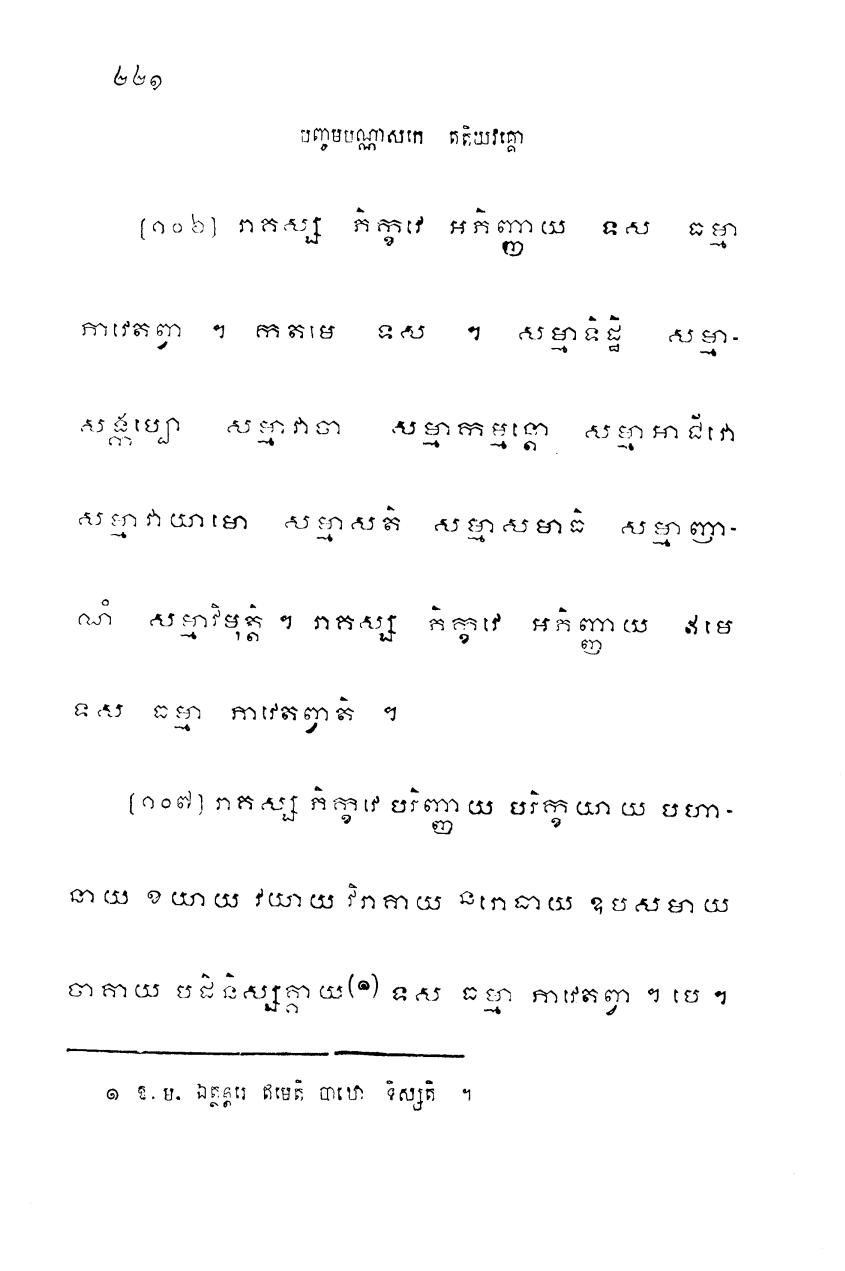 ៤៤១
បញ្ចមបណ្ណាសកេ តតិយវគ្គោ
[១០៦] រាគស្ស ភិក្ខវេ អភិញ្ញាយ ទស ធម្មា
ភាវេតព្វា ។ កតមេ ទស ។ សម្មាទិដ្ឋិ សម្មា-
សង្កប្បោ សម្មាវាចា សម្មាកម្មន្តោ សម្មាអាជីវោ
សម្មាវាយាមោ សម្មាសតិ សម្មាសមាធិ សម្មាញា-
ណំ សម្មាវិមុត្តិ ។ រាគស្ស ភិក្ខវេ អភិញ្ញាយ ឥមេ
ទស ធម្មា ភាវេតព្វាតិ ។
[១០៧] រាគស្ស ភិក្ខវេ បរិញ្ញាយ បរិក្ខយាយ បហា-
នាយ ខយាយ វយាយ វិរាគាយ និរោធាយ ឧបសមាយ
ចាគាយ បដិនិស្សគ្គាយ(១) ទស ធម្មា ភាវេតព្វា ។ បេ ។
១ ឱ. ម. ឯត្ថន្តរេ ឥមេតិ បាឋោ ទិស្សតិ ។